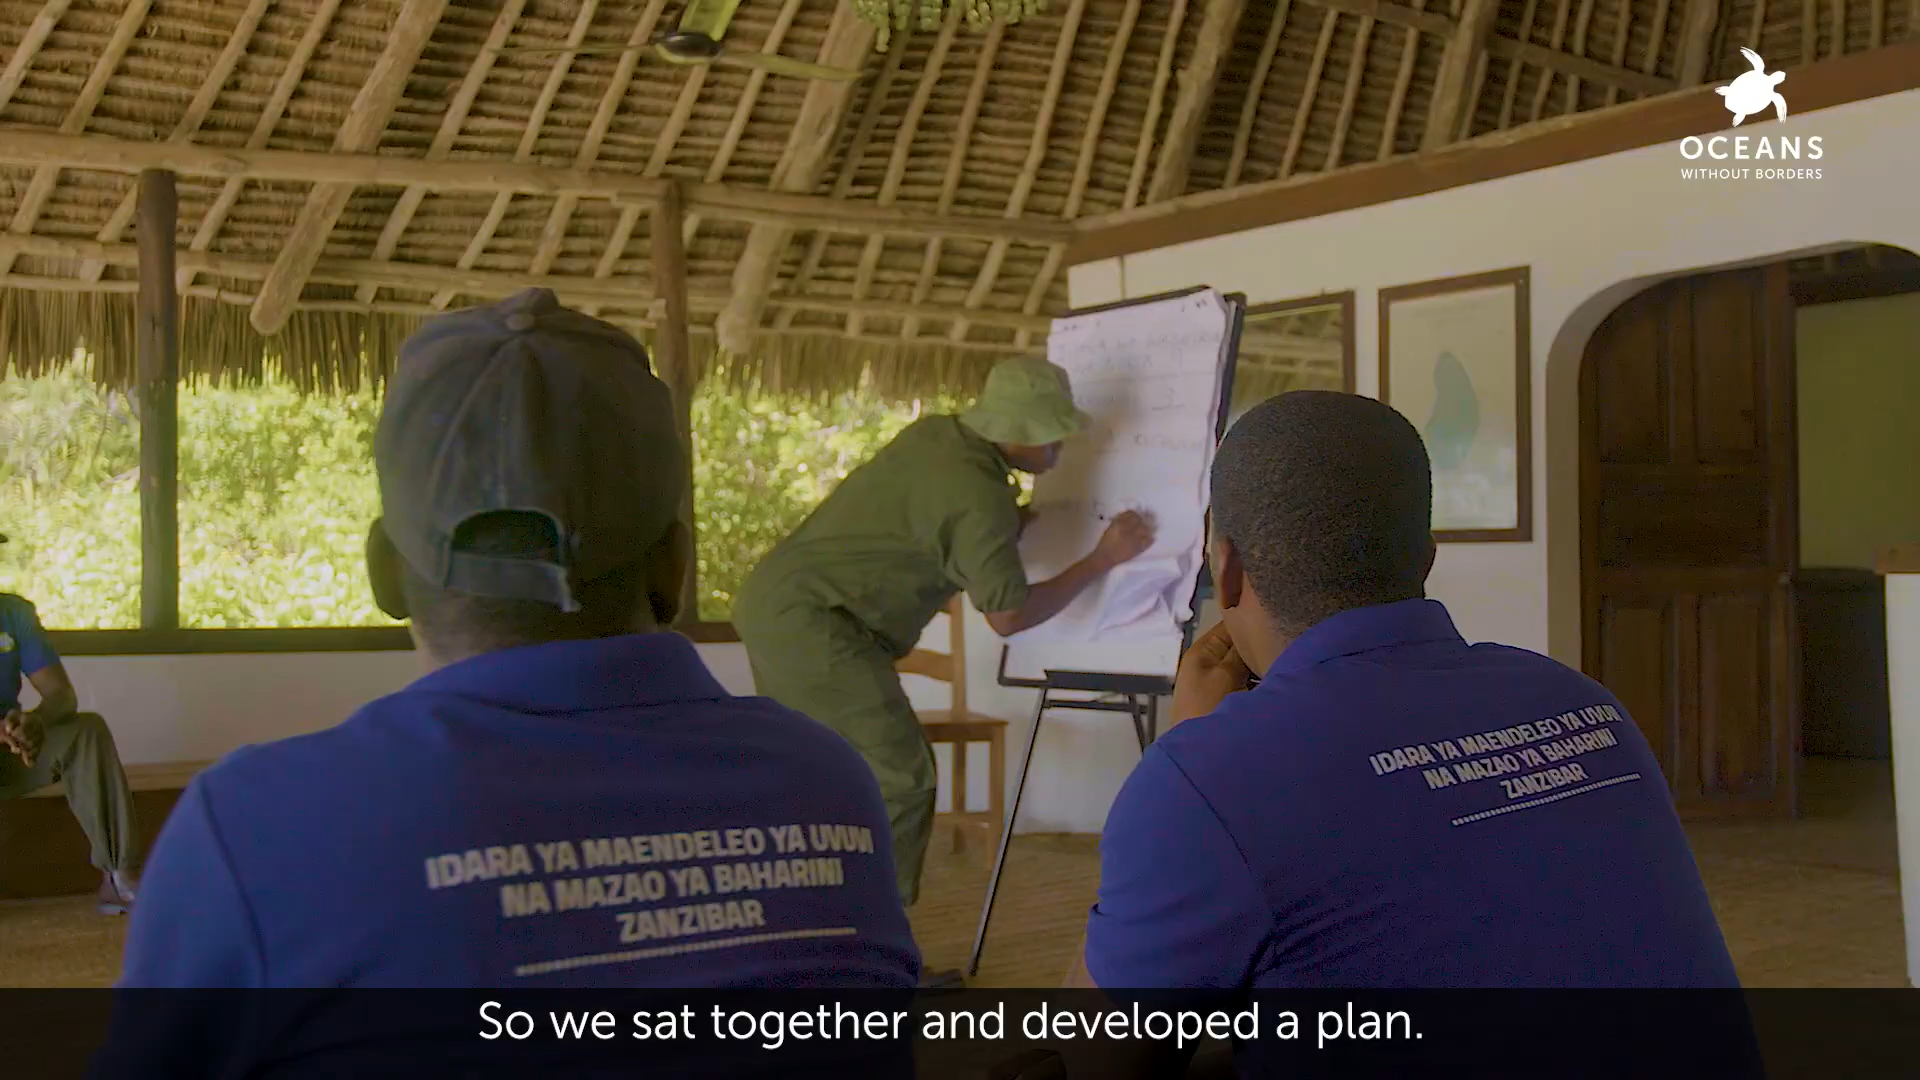 OCEANS
WITHOUT BORDERS
IDARA YA MAENDELEO YA UVUVI
NA MAZAO YA BAHARINI
ZANZIBAR
IDARA YA MAENDELEO YA UVUVI
NA MAZAO YA BAHARINI
ZANZIBAR
So we sat together and developed a plan.